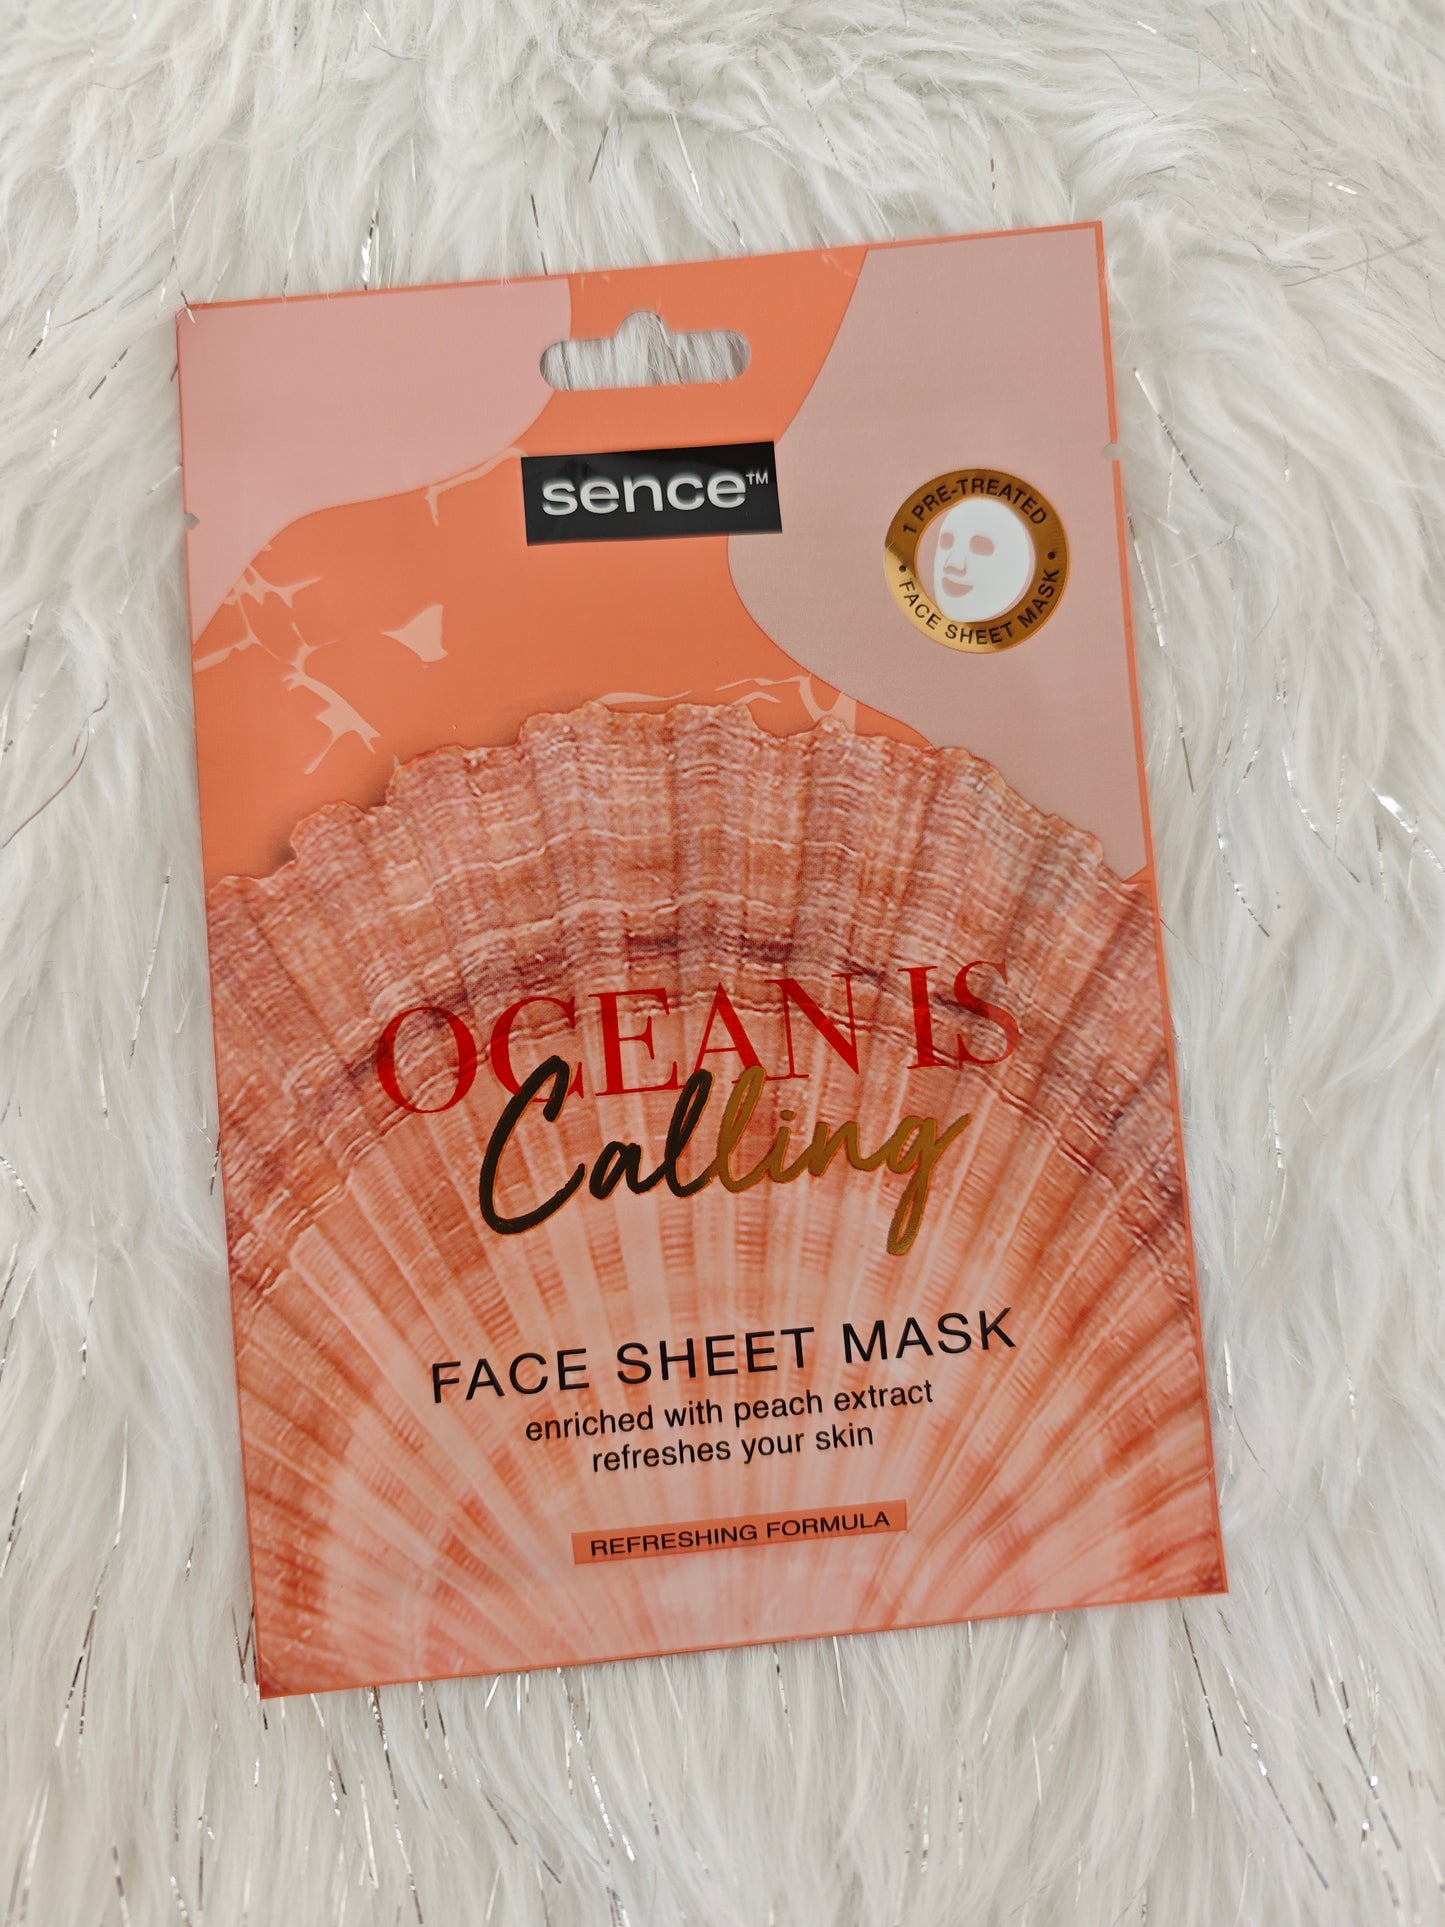 sence™
1 PRE-TREATED
• FACE SHEET MASK •
OCEAN IS
Calling
FACE SHEET MASK
enriched with peach extract
refreshes your skin
REFRESHING FORMULA